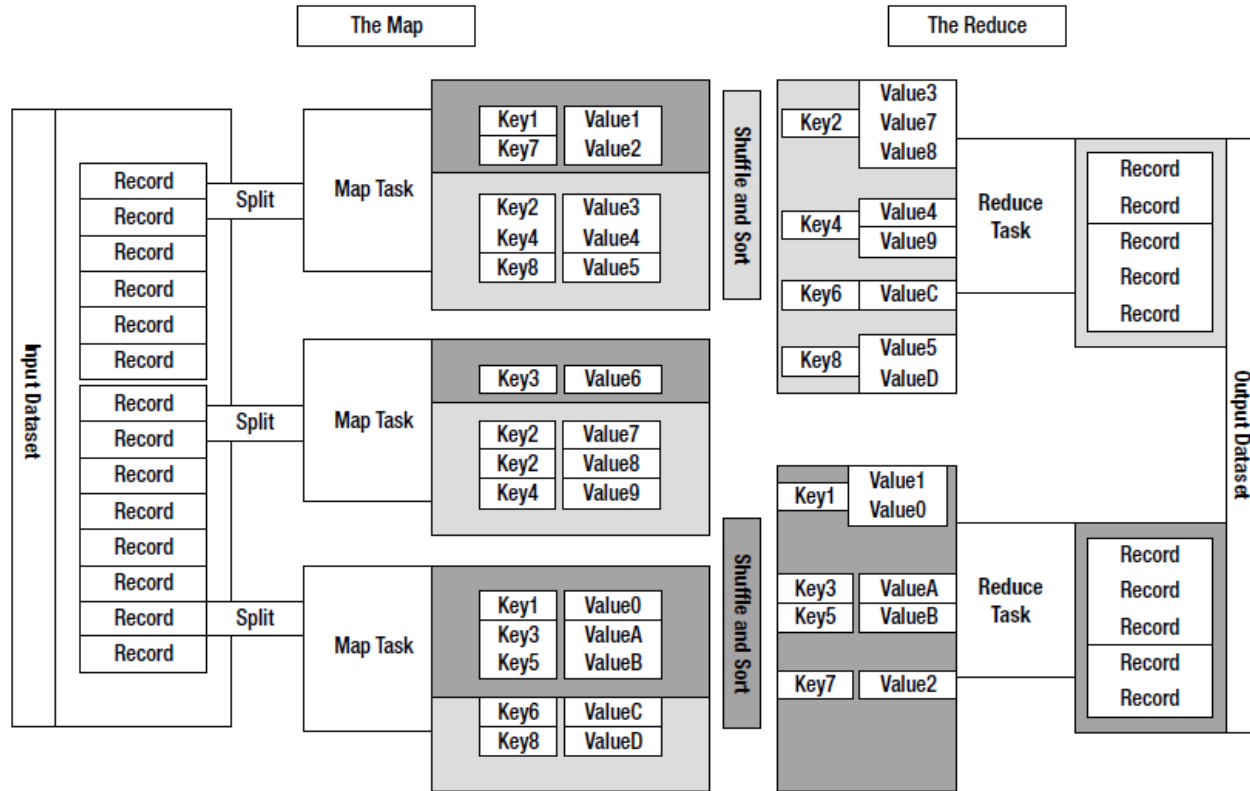 The Map
The Reduce
Input Dataset
Record
Record
Record
Record
Record
Record
Record
Record
Record
Record
Record
Record
Record
Record
Split
Split
Split
Map Task
Key1 Value1
Key7 Value2
Key2 Value3
Key4 Value4
Key8 Value5
Map Task
Key3 Value6
Key2 Value7
Key2 Value8
Key4 Value9
Map Task
Key1 Value0
Key3 ValueA
Key5 ValueB
Key6 ValueC
Key8 ValueD
Shuffle and Sort
Shuffle and Sort
Key2
Value3
Value7
Value8
Key4
Value4
Value9
Key6 ValueC
Key8
Value5
ValueD
Reduce
Task
Record
Record
Record
Record
Record
Key1
Value1
Value0
Key3 ValueA
Key5 ValueB
Key7 Value2
Reduce
Task
Record
Record
Record
Record
Record
Output Dataset